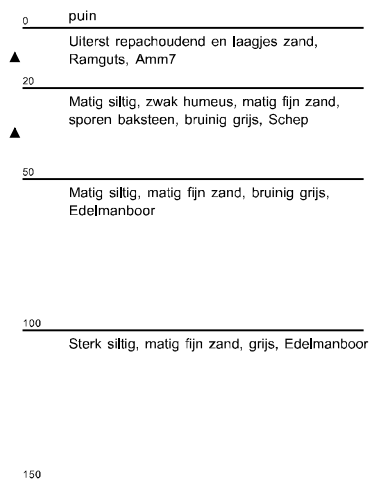 0 puin
Uiterst repachoudend en laagjes zand,
Ramguts, Amm7
20
Matig siltig, zwak humeus, matig fijn zand,
sporen baksteen, bruinig grijs, Schep
50
Matig siltig, matig fijn zand, bruinig grijs,
Edelmanboor
100
Sterk siltig, matig fijn zand, grijs, Edelmanboor
150